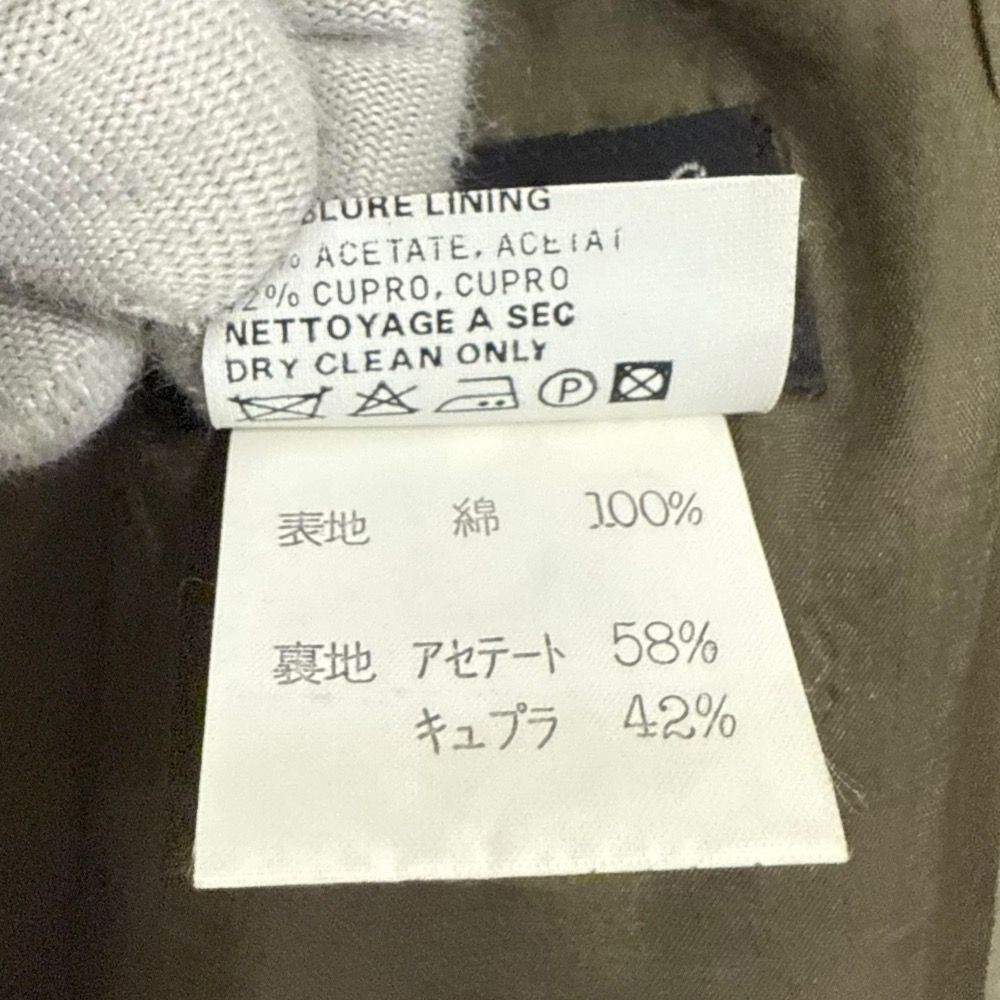 LINING
% ACETATE, ACETAT
2% CUPRO, CUPRO
NETTOYAGE A SEC
DRY CLEAN ONLY
P
表地 綿 100%
裏地 アセテート 58%
キュプラ 42%